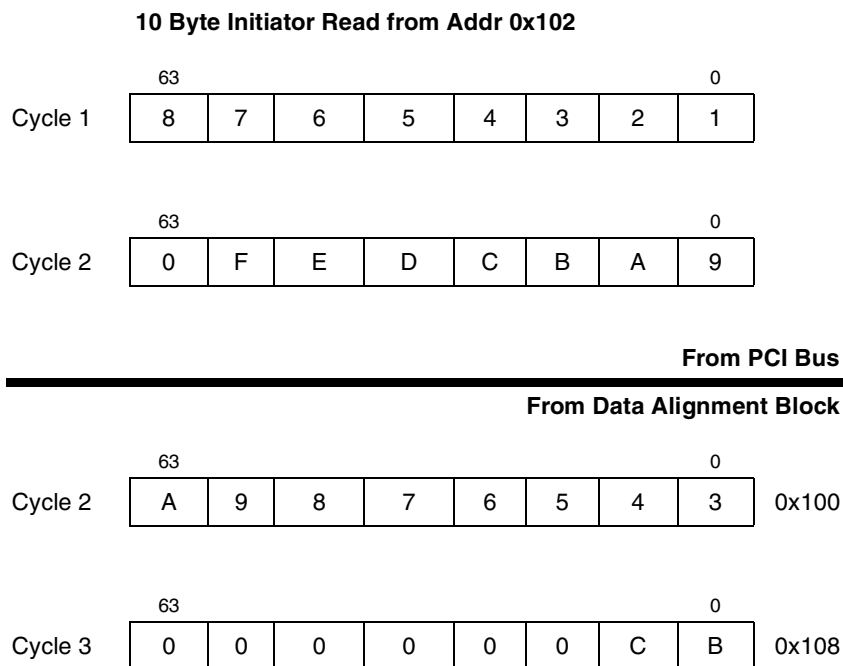 10 Byte Initiator Read from Addr 0x102
63 0
Cycle 1 8 7 6 5 4 3 2 1
63 0
Cycle 2 0 F E D C B A 9
From PCI Bus
From Data Alignment Block
63 0
Cycle 2 A 9 8 7 6 5 4 3 0x100
63 0
Cycle 3 0 0 0 0 0 0 C B 0x108